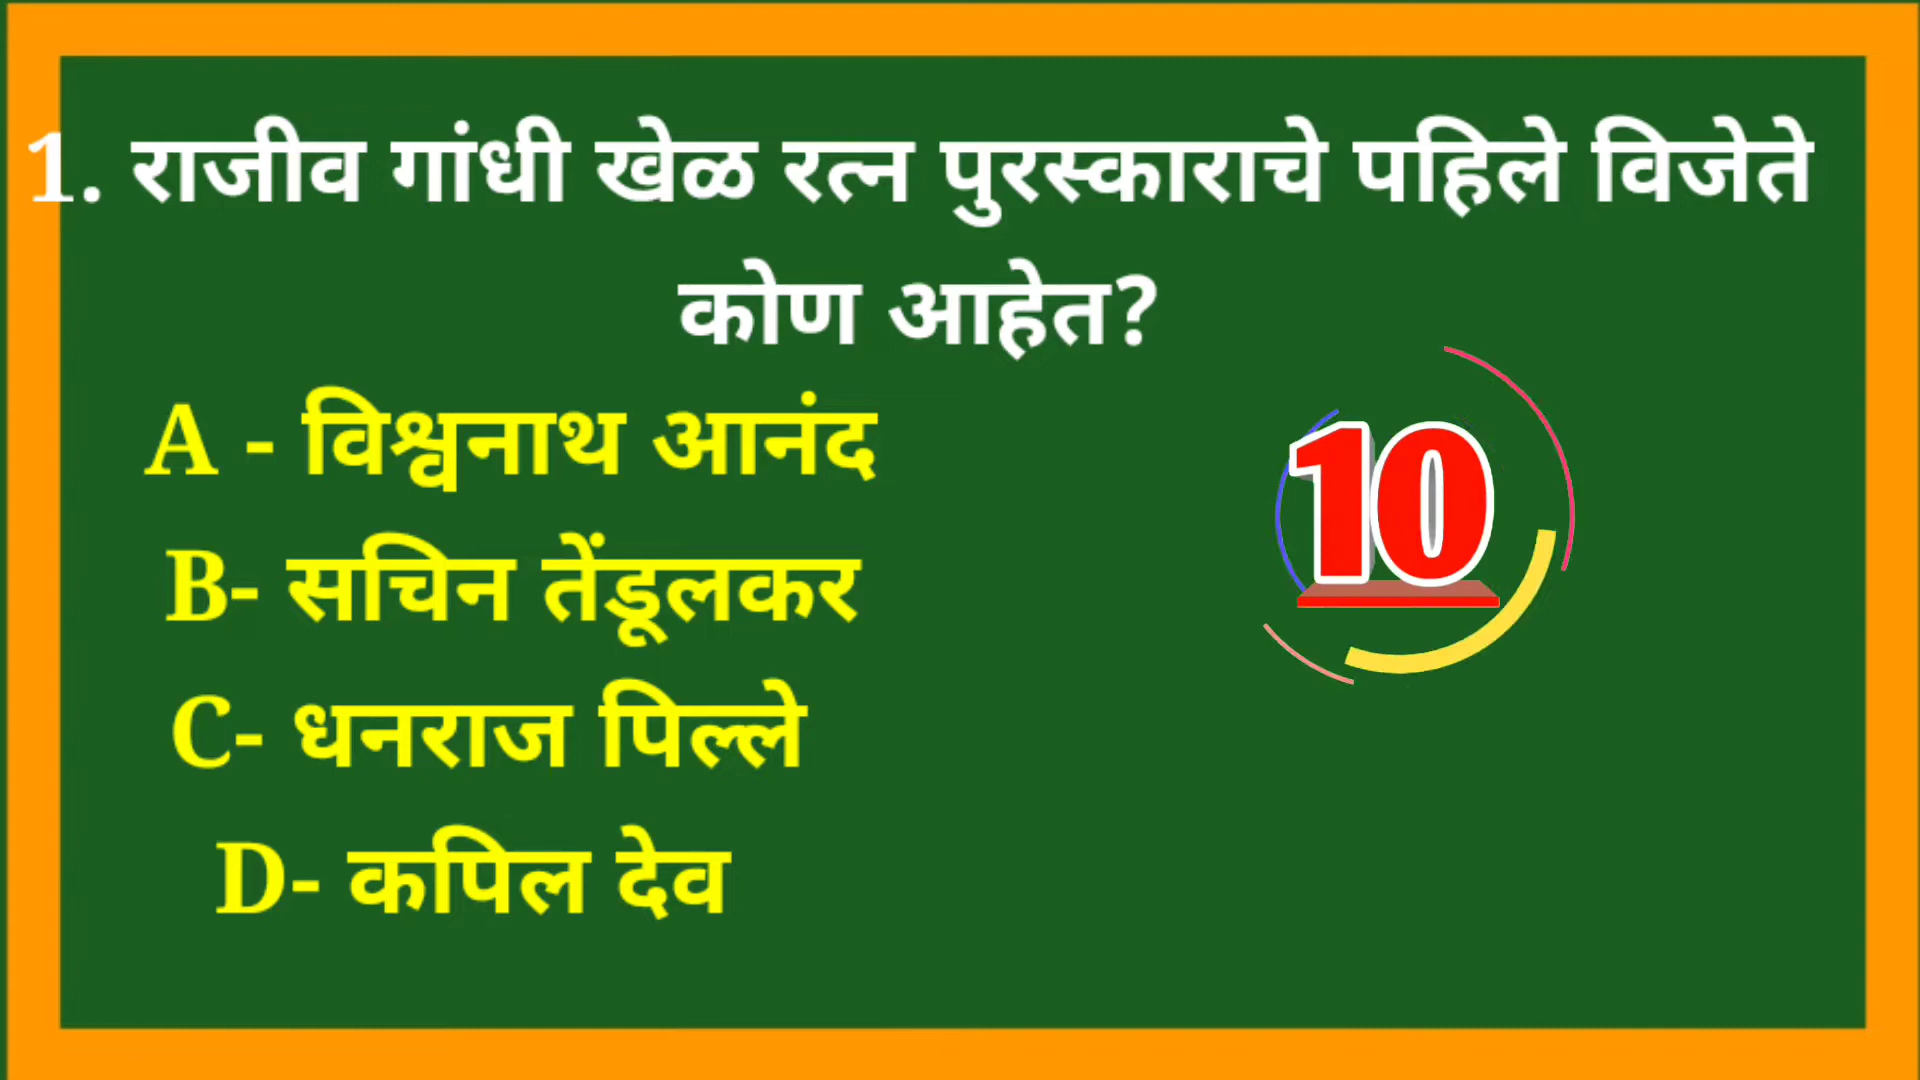 1. राजीव गांधी खेळ रत्न पुरस्काराचे पहिले विजेते
कोण आहेत?
A - विश्वनाथ आनंद
10
B- सचिन तेंडूलकर
C- धनराज पिल्ले
D- कपिल देव